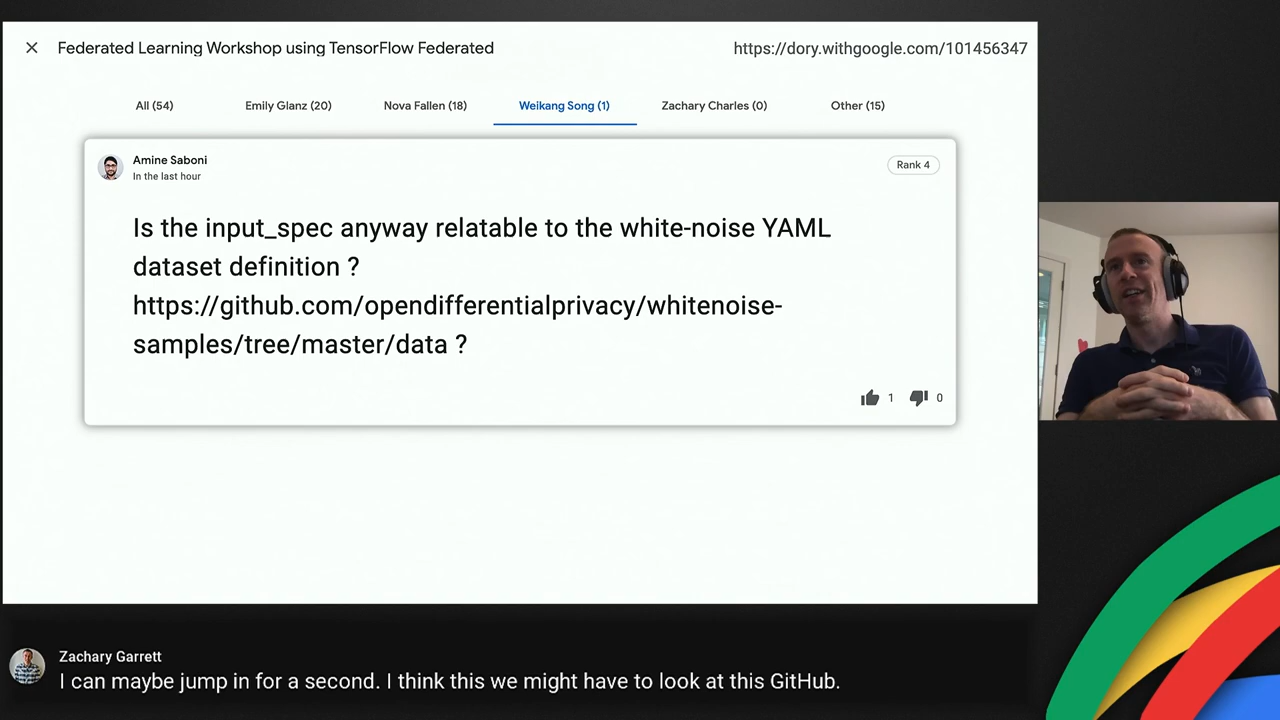 Federated Learning Workshop using TensorFlow Federated
https://dory.withgoogle.com/101456347
All (54)
Emily Glanz (20)
Nova Fallen (18)
Weikang Song (1)
Zachary Charles (0)
Other (15)
Amine Saboni
In the last hour
Rank 4
Is the input_spec anyway relatable to the white-noise YAML
dataset definition ?
https://github.com/opendifferentialprivacy/whitenoise-
samples/tree/master/data ?
1
0
Zachary Garrett
I can maybe jump in for a second. I think this we might have to look at this GitHub.